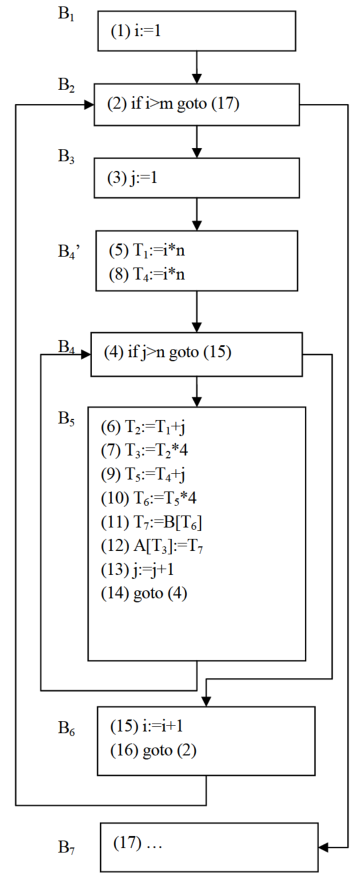 B₁
(1) i:=1
B₂
(2) if i>m goto (17)
B₃
(3) j:=1
B₄’
(5) T₁:=i*n
(8) T₄:=i*n
B₄
(4) if j>n goto (15)
B₅
(6) T₂:=T₁+j
(7) T₃:=T₂*4
(9) T₅:=T₄+j
(10) T₆:=T₅*4
(11) T₇:=B[T₆]
(12) A[T₃]:=T₇
(13) j:=j+1
(14) goto (4)
B₆
(15) i:=i+1
(16) goto (2)
B₇
(17) …